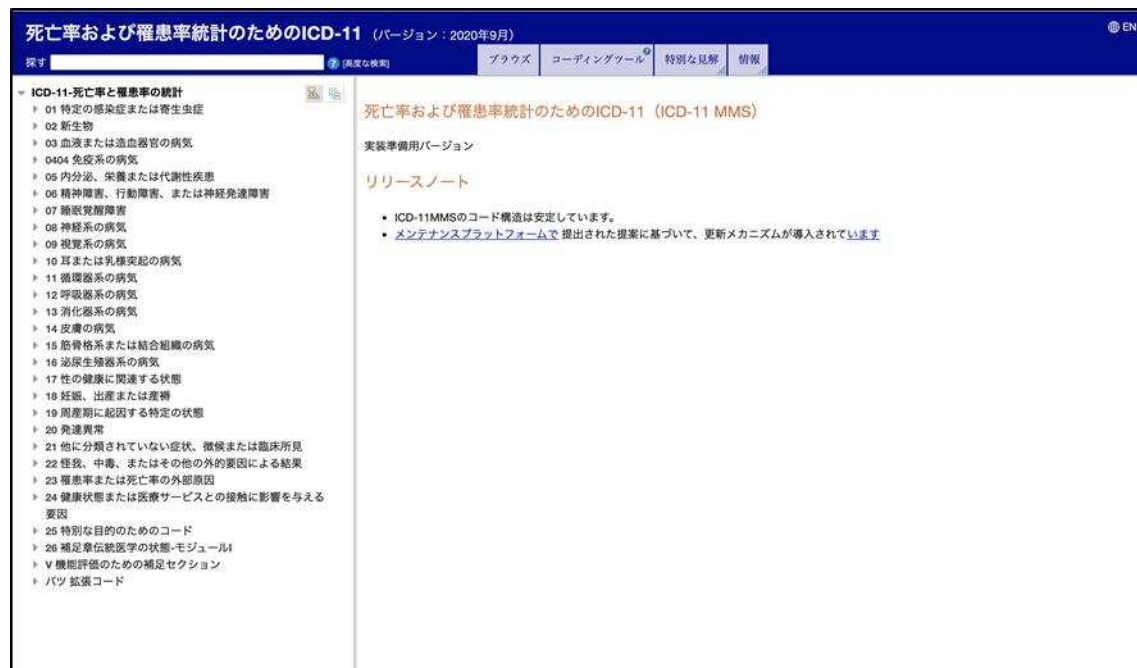 死亡率および罹患率統計のためのICD-11 (バージョン：2020年9月)
EN
探す
[高度な検索]
ブラウズ
コーディングツール
特別な見解
情報
ICD-11-死亡率と罹患率の統計
01 特定の感染症または寄生虫症
02 新生物
03 血液または造血器官の病気
0404 免疫系の病気
05 内分泌、栄養または代謝性疾患
06 精神障害、行動障害、または神経発達障害
07 睡眠覚醒障害
08 神経系の病気
09 視覚系の病気
10 耳または乳様突起の病気
11 循環器系の病気
12 呼吸器系の病気
13 消化器系の病気
14 皮膚の病気
15 筋骨格系または結合組織の病気
16 泌尿生殖器系の病気
17 性の健康に関連する状態
18 妊娠、出産または産褥
19 周産期に起因する特定の状態
20 発達異常
21 他に分類されていない症状、徴候または臨床所見
22 怪我、中毒、またはその他の外的要因による結果
23 罹患率または死亡率の外部原因
24 健康状態または医療サービスとの接触に影響を与える
要因
25 特別な目的のためのコード
26 補足章伝統医学の状態-モジュールI
V 機能評価のための補足セクション
バツ 拡張コード
死亡率および罹患率統計のためのICD-11（ICD-11 MMS）
実装準備用バージョン
リリースノート
• ICD-11MMSのコード構造は安定しています。
• メンテナンスプラットフォームで 提出された提案に基づいて、更新メカニズムが導入されています